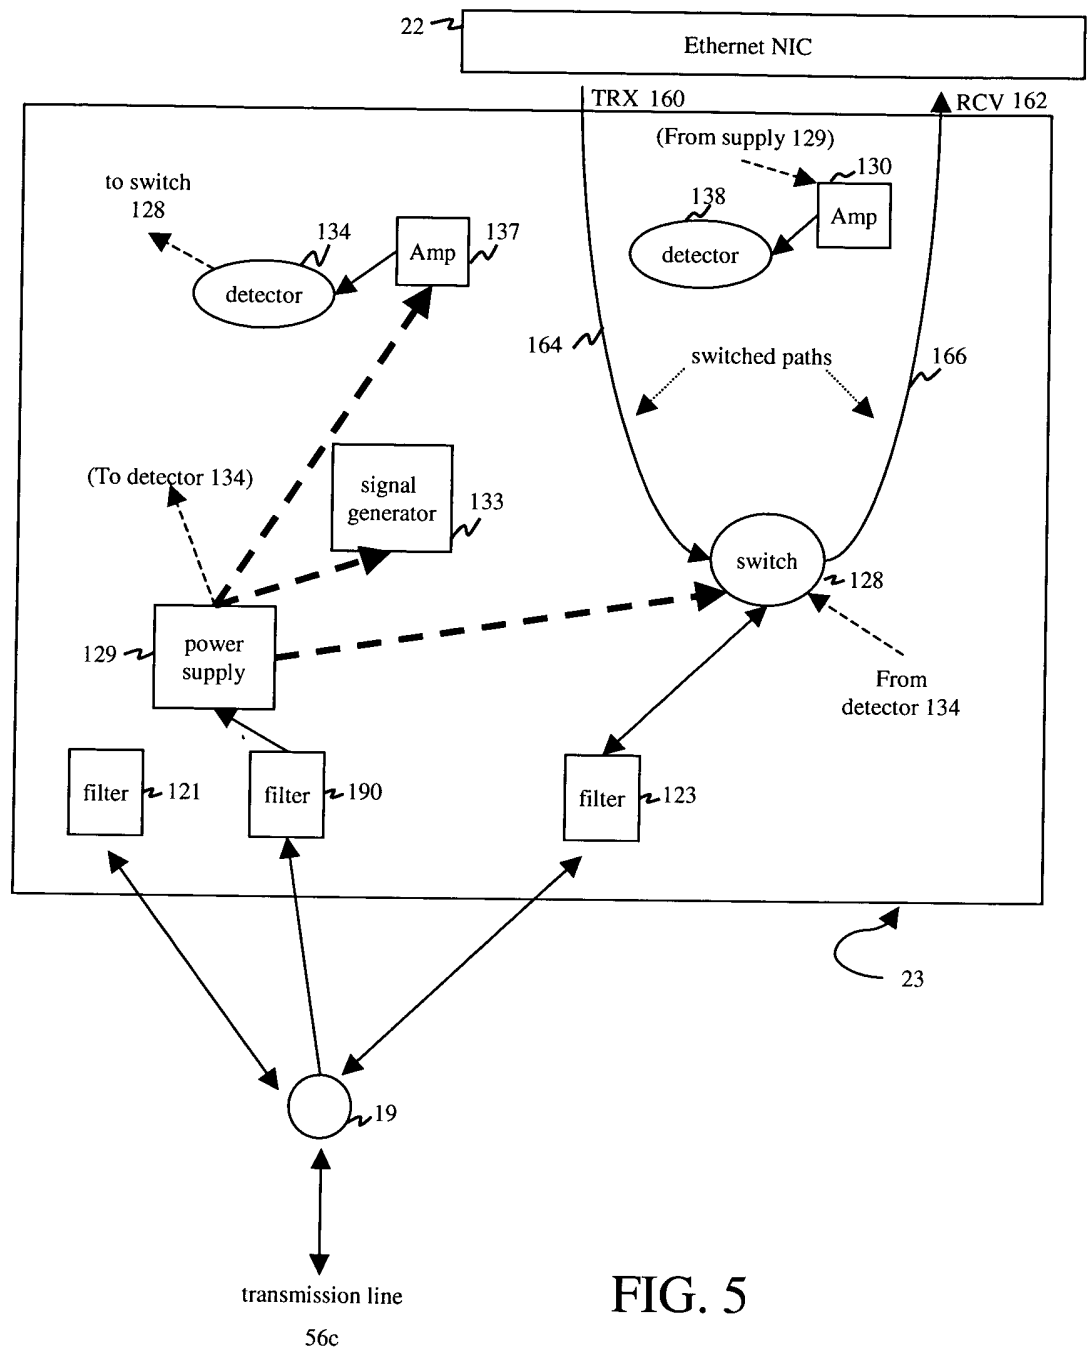 22
Ethernet NIC
TRX 160
RCV 162
(From supply 129)
130
Amp
138
detector
to switch
128
134
detector
Amp
137
164
switched paths
166
(To detector 134)
signal
generator
133
switch
128
129
power
supply
From
detector 134
filter
121
filter
190
filter
123
23
19
transmission line
56c
FIG. 5